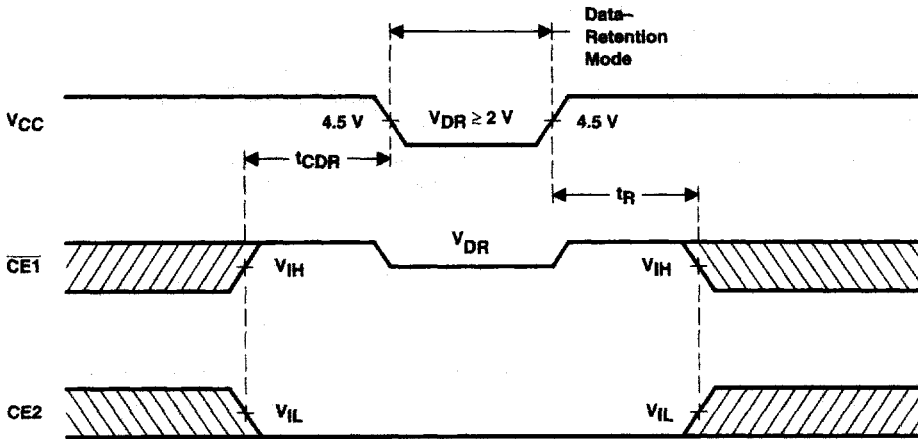 Data–
Retention
Mode
VCC
4.5 V
VDR ≥ 2 V
4.5 V
tCDR
tR
CE1
VIH
VDR
VIH
CE2
VIL
VIL